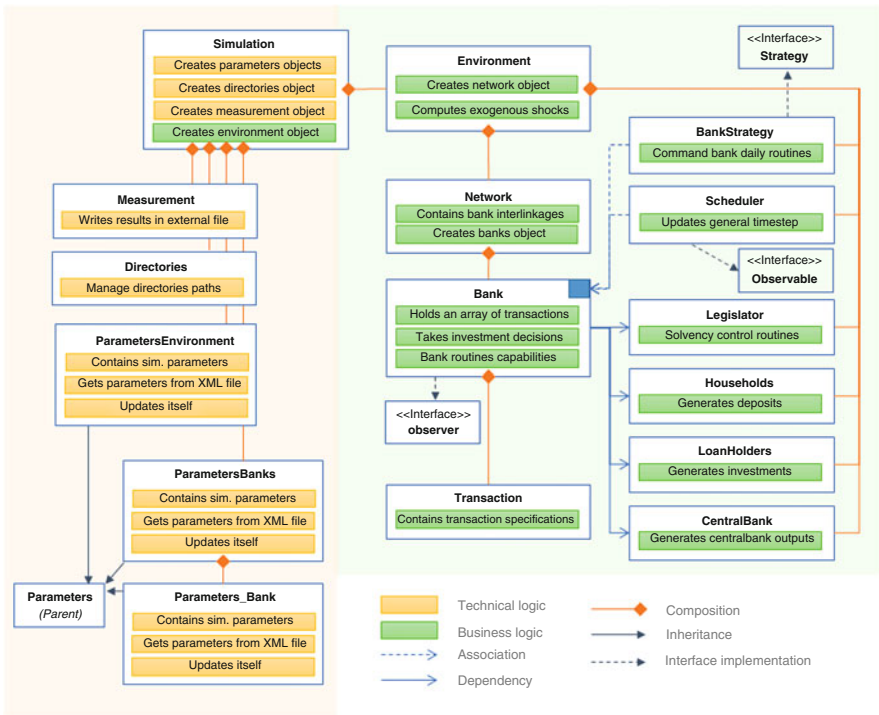 Simulation
Creates parameters objects
Creates directories object
Creates measurement object
Creates environment object
Measurement
Writes results in external file
Directories
Manage directories paths
ParametersEnvironment
Contains sim. parameters
Gets parameters from XML file
Updates itself
ParametersBanks
Contains sim. parameters
Gets parameters from XML file
Updates itself
Parameters
(Parent)
Parameters_Bank
Contains sim. parameters
Gets parameters from XML file
Updates itself
Environment
Creates network object
Computes exogenous shocks
Network
Contains bank interlinkages
Creates banks object
Bank
Holds an array of transactions
Takes investment decisions
Bank routines capabilities
<<Interface>>
observer
Transaction
Contains transaction specifications
<<Interface>>
Strategy
BankStrategy
Command bank daily routines
Scheduler
Updates general timestep
<<Interface>>
Observable
Legislator
Solvency control routines
Households
Generates deposits
LoanHolders
Generates investments
CentralBank
Generates centralbank outputs
Technical logic
Business logic
Association
Dependency
Composition
Inheritance
Interface implementation